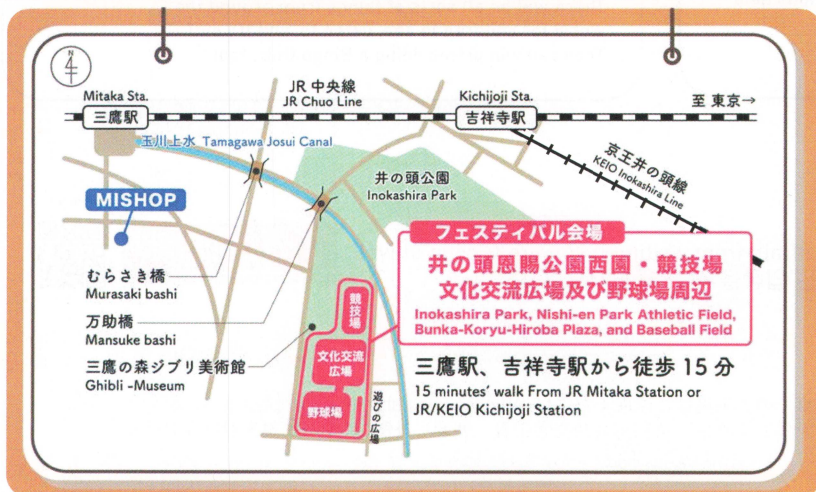 N
JR 中央線
JR Chuo Line
Mitaka Sta.
三鷹駅
Kichijoji Sta.
吉祥寺駅
至 東京→
玉川上水 Tamagawa Josui Canal
京王井の頭線
KEIO Inokashira Line
井の頭公園
Inokashira Park
MISHOP
むらさき橋
Murasaki bashi
万助橋
Mansuke bashi
三鷹の森ジブリ美術館
Ghibli -Museum
フェスティバル会場
井の頭恩賜公園西園・競技場
文化交流広場及び野球場周辺
Inokashira Park, Nishi-en Park Athletic Field,
Bunka-Koryu-Hiroba Plaza, and Baseball Field
競技場
文化交流
広場
野球場
遊びの広場
三鷹駅、吉祥寺駅から徒歩 15 分
15 minutes’ walk From JR Mitaka Station or
JR/KEIO Kichijoji Station